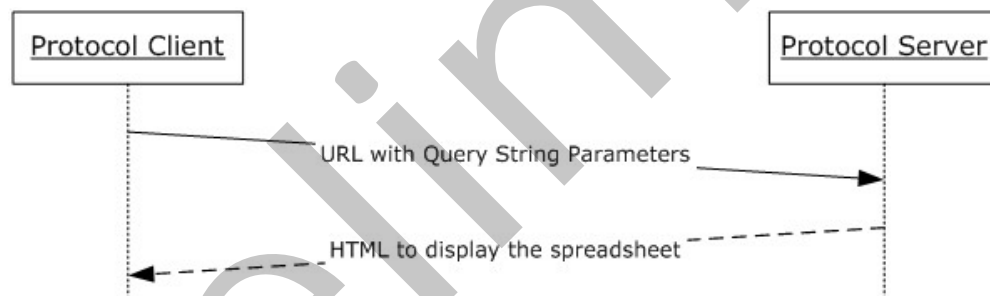 Protocol Client
Protocol Server
URL with Query String Parameters
HTML to display the spreadsheet